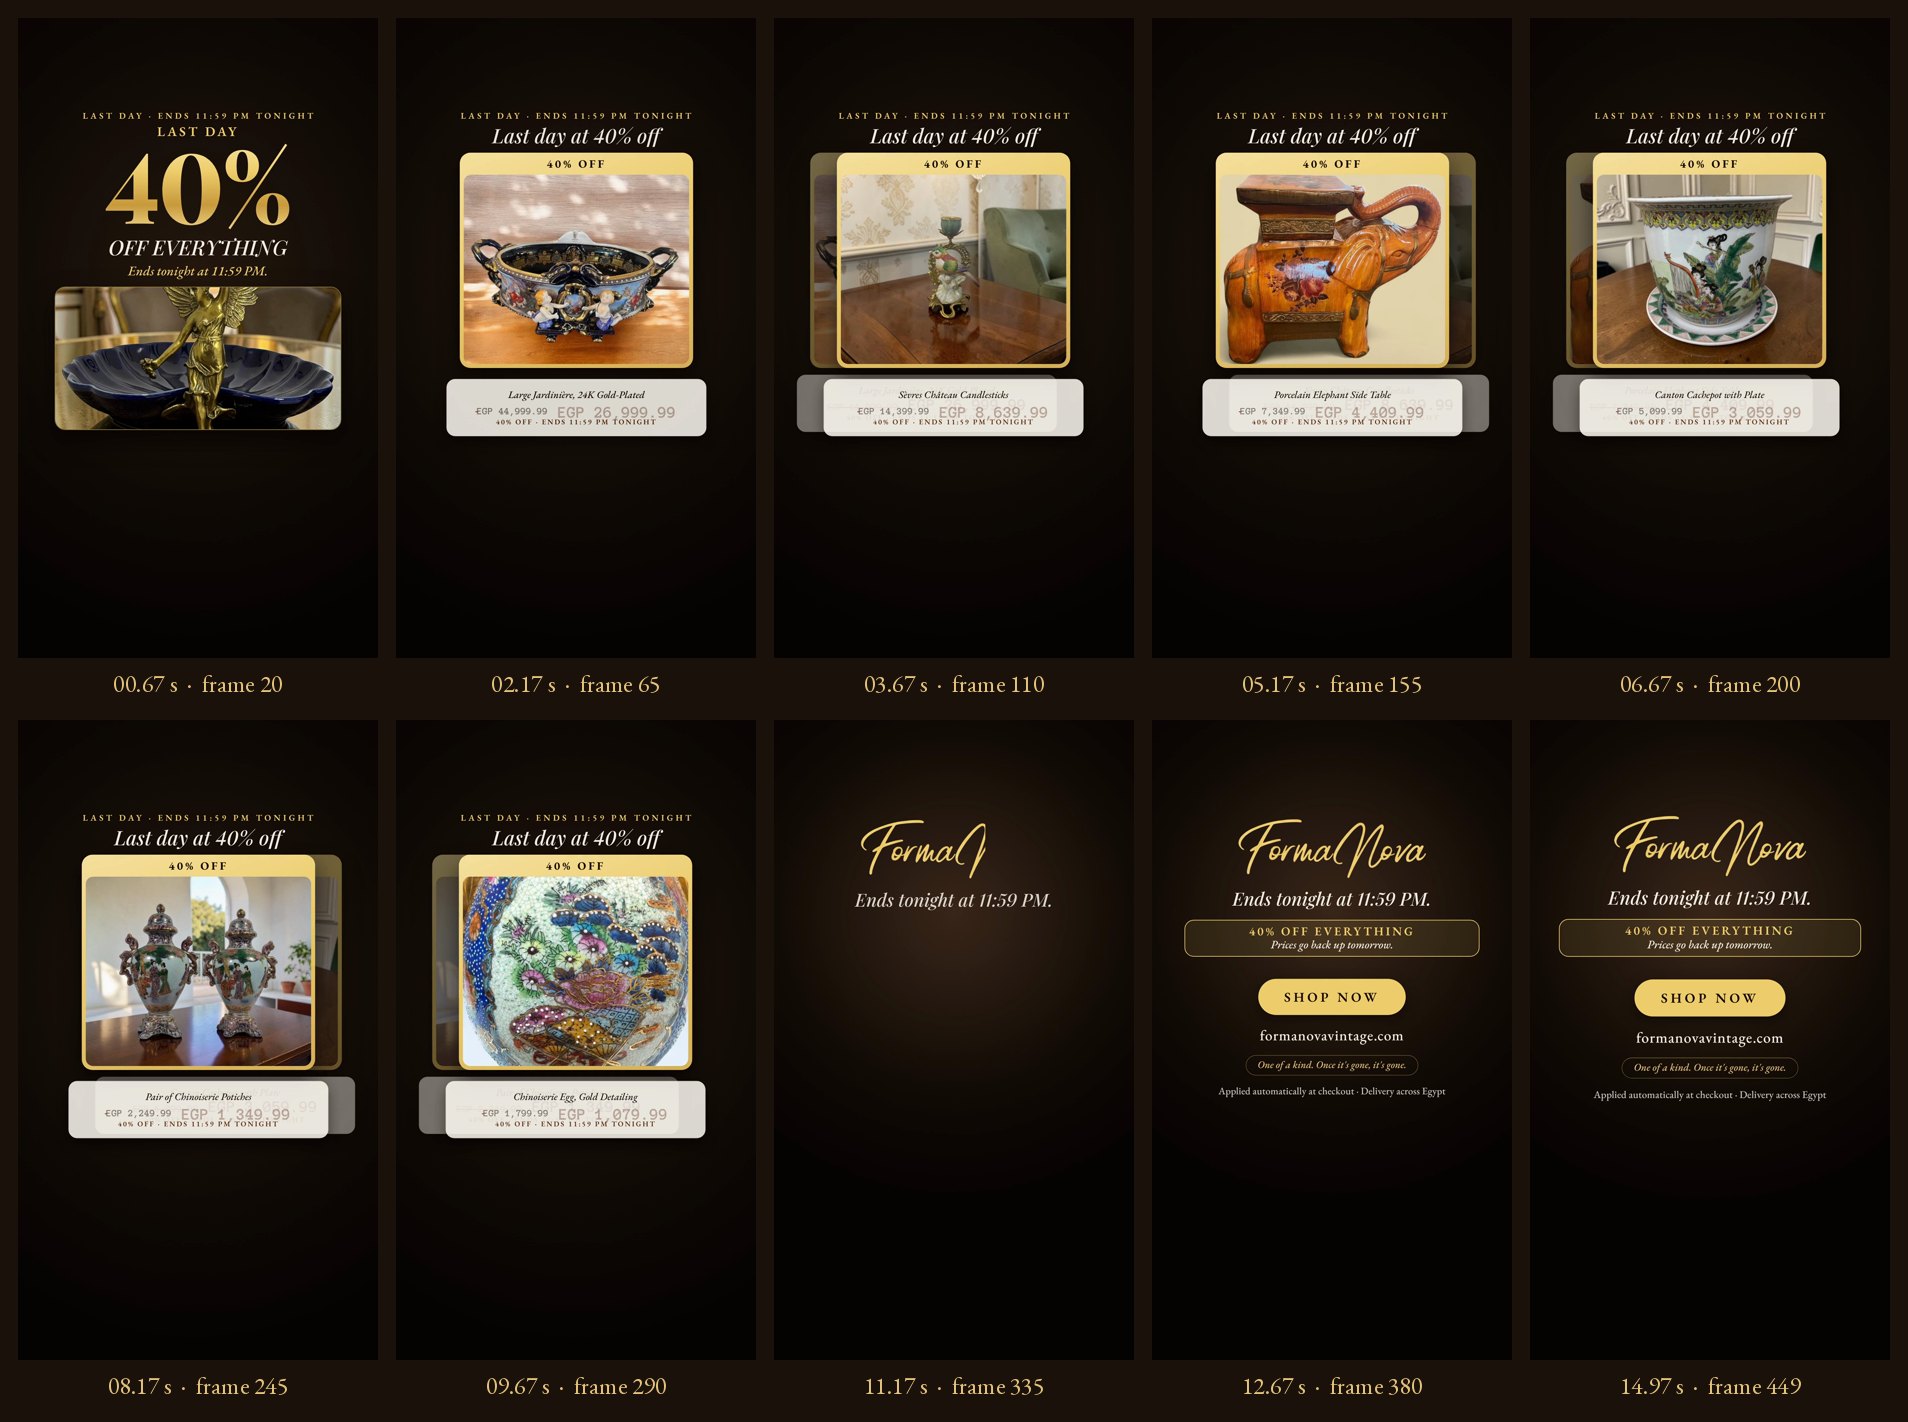 LAST DAY · ENDS 11:59 PM TONIGHT
LAST DAY
40%
OFF EVERYTHING
Ends tonight at 11:59 PM.
00.67 s · frame 20
LAST DAY · ENDS 11:59 PM TONIGHT
Last day at 40% off
40% OFF
Large Jardinière, 24K Gold-Plated
EGP 44,999.99 EGP 26,999.99
40% OFF · ENDS 11:59 PM TONIGHT
02.17 s · frame 65
LAST DAY · ENDS 11:59 PM TONIGHT
Last day at 40% off
40% OFF
Sèvres Château Candlesticks
EGP 14,399.99 EGP 8,639.99
40% OFF · ENDS 11:59 PM TONIGHT
03.67 s · frame 110
LAST DAY · ENDS 11:59 PM TONIGHT
Last day at 40% off
40% OFF
Porcelain Elephant Side Table
EGP 7,349.99 EGP 4,409.99
40% OFF · ENDS 11:59 PM TONIGHT
05.17 s · frame 155
LAST DAY · ENDS 11:59 PM TONIGHT
Last day at 40% off
40% OFF
Canton Cachepot with Plate
EGP 5,099.99 EGP 3,059.99
40% OFF · ENDS 11:59 PM TONIGHT
06.67 s · frame 200
LAST DAY · ENDS 11:59 PM TONIGHT
Last day at 40% off
40% OFF
Pair of Chinoiserie Potiches
EGP 2,249.99 EGP 1,349.99
40% OFF · ENDS 11:59 PM TONIGHT
08.17 s · frame 245
LAST DAY · ENDS 11:59 PM TONIGHT
Last day at 40% off
40% OFF
Chinoiserie Egg, Gold Detailing
EGP 1,799.99 EGP 1,079.99
40% OFF · ENDS 11:59 PM TONIGHT
09.67 s · frame 290
Forma
Ends tonight at 11:59 PM.
11.17 s · frame 335
FormaNova
Ends tonight at 11:59 PM.
40% OFF EVERYTHING
Prices go back up tomorrow.
SHOP NOW
formanovavintage.com
One of a kind. Once it's gone, it's gone.
Applied automatically at checkout · Delivery across Egypt
12.67 s · frame 380
FormaNova
Ends tonight at 11:59 PM.
40% OFF EVERYTHING
Prices go back up tomorrow.
SHOP NOW
formanovavintage.com
One of a kind. Once it's gone, it's gone.
Applied automatically at checkout · Delivery across Egypt
14.97 s · frame 449